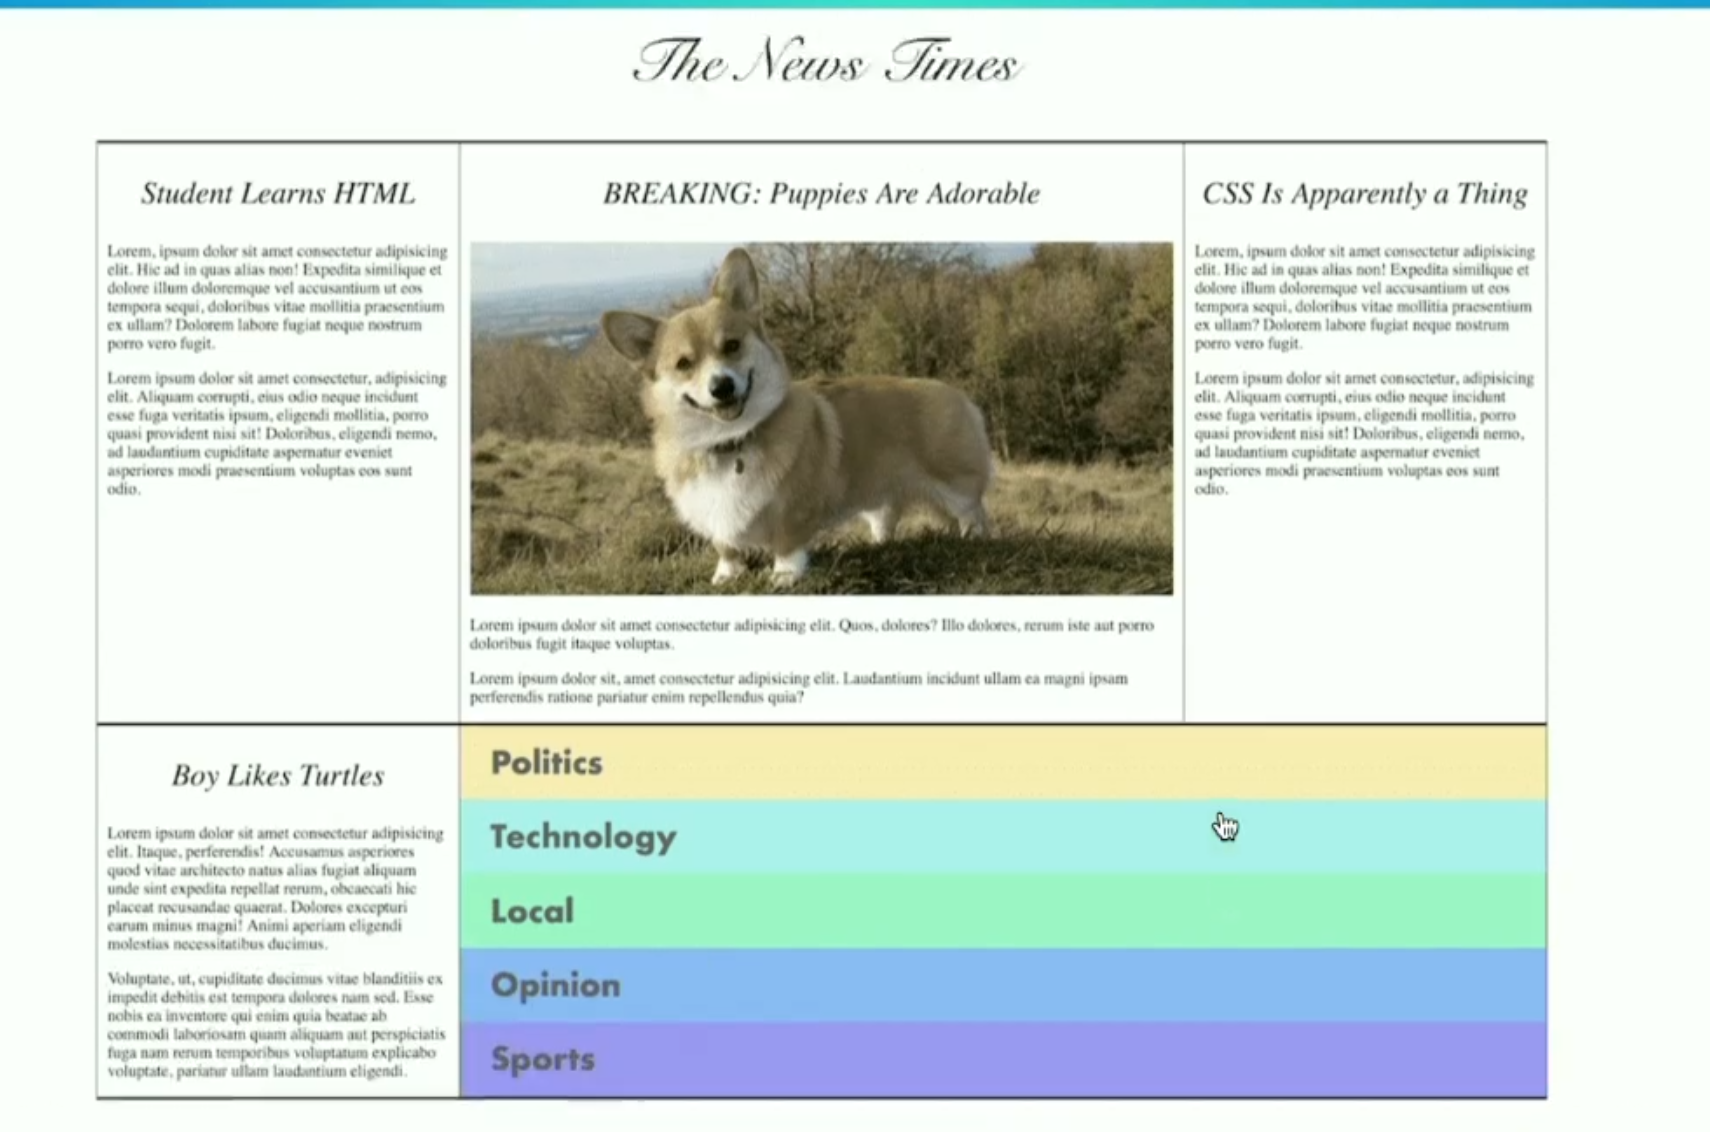 The News Times
Student Learns HTML
Lorem, ipsum dolor sit amet consectetur adipisicing
elit. Hic ad in quas alias non! Expedita similique et
dolore illum doloremque vel accusantium ut eos
tempora sequi, doloribus vitae mollitia praesentium
ex ullam? Dolorem labore fugiat neque nostrum
porro vero fugit.
Lorem ipsum dolor sit amet consectetur, adipisicing
elit. Aliquam corrupti, eius odio neque incidunt
esse fuga veritatis ipsum, eligendi mollitia, porro
quasi provident nisi sit! Doloribus, eligendi nemo,
ad laudantium cupiditate aspernatur eveniet
asperiores modi praesentium voluptas eos sunt
odio.
BREAKING: Puppies Are Adorable
Lorem ipsum dolor sit amet consectetur adipisicing elit. Quos, dolores? Illo dolores, rerum iste aut porro
doloribus fugit itaque voluptas.
Lorem ipsum dolor sit, amet consectetur adipisicing elit. Laudantium incidunt ullam ea magni ipsam
perferendis ratione pariatur enim repellendus quia?
CSS Is Apparently a Thing
Lorem, ipsum dolor sit amet consectetur adipisicing
elit. Hic ad in quas alias non! Expedita similique et
dolore illum doloremque vel accusantium ut eos
tempora sequi, doloribus vitae mollitia praesentium
ex ullam? Dolorem labore fugiat neque nostrum
porro vero fugit.
Lorem ipsum dolor sit amet consectetur, adipisicing
elit. Aliquam corrupti, eius odio neque incidunt
esse fuga veritatis ipsum, eligendi mollitia, porro
quasi provident nisi sit! Doloribus, eligendi nemo,
ad laudantium cupiditate aspernatur eveniet
asperiores modi praesentium voluptas eos sunt
odio.
Boy Likes Turtles
Lorem ipsum dolor sit amet consectetur adipisicing
elit. Itaque, perferendis! Accusamus asperiores
quod vitae architecto natus alias fugiat aliquam
unde sint expedita repellat rerum, obcaecati hic
placeat recusandae quaerat. Dolores excepturi
earum minus magni! Animi aperiam eligendi
molestias necessitatibus ducimus.
Voluptate, ut, cupiditate ducimus vitae blanditiis ex
impedit debitis est tempora dolores nam sed. Esse
nobis ea inventore qui enim quia beatae ab
commodi laboriosam quam aliquam aut perspiciatis
fuga nam rerum temporibus voluptatum explicabo
voluptate, pariatur ullam laudantium eligendi.
Politics
Technology
Local
Opinion
Sports